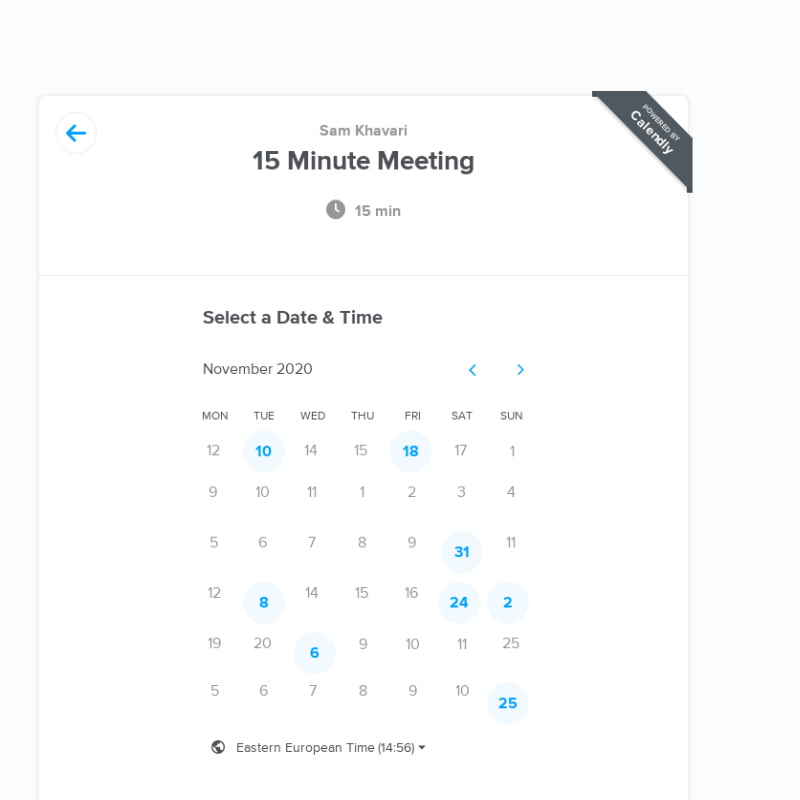 POWERED BY
Calendly
Sam Khavari
15 Minute Meeting
15 min
Select a Date & Time
November 2020
MON TUE WED THU FRI SAT SUN
12 10 14 15 18 17 1
9 10 11 1 2 3 4
5 6 7 8 9 31 11
12 8 14 15 16 24 2
19 20 6 9 10 11 25
5 6 7 8 9 10 25
Eastern European Time (14:56)